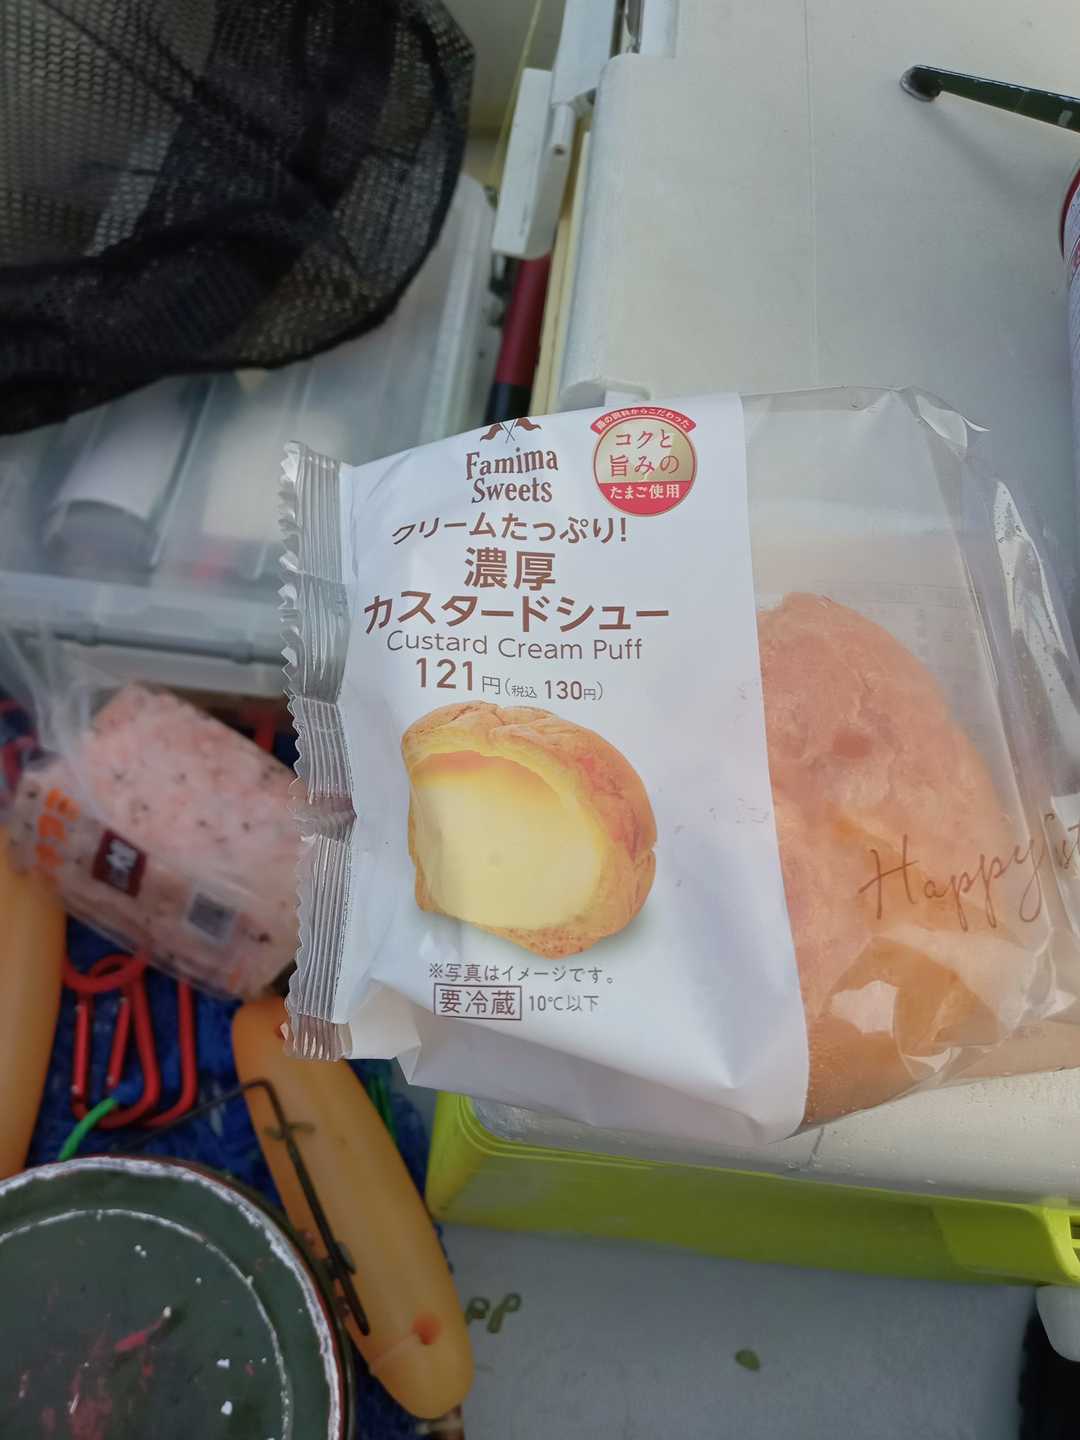 Famima
Sweets
鶏の飼料からこだわった
コクと
旨みの
たまご使用
クリームたっぷり!
濃厚
カスタードシュー
Custard Cream Puff
121円(税込 130円)
Happy
※写真はイメージです。
要冷蔵 10℃以下